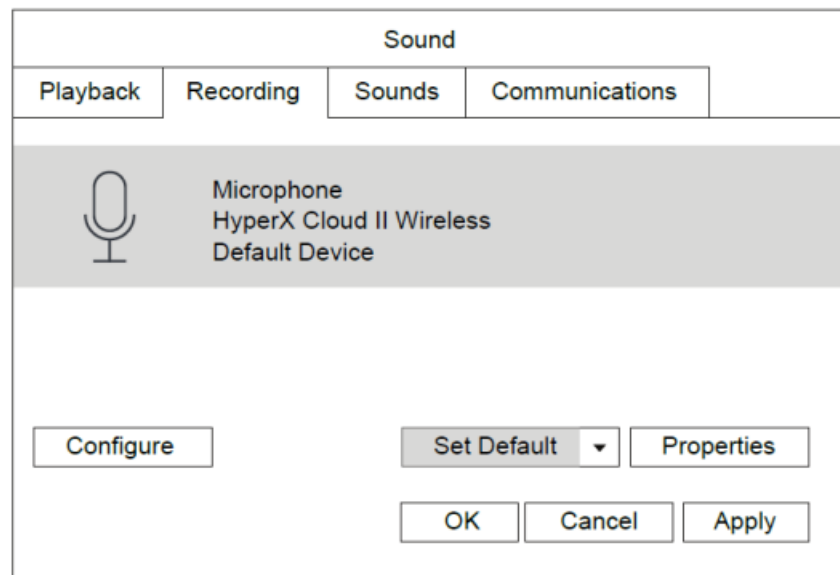 Sound
Playback Recording Sounds Communications
Microphone
HyperX Cloud II Wireless
Default Device
Configure Set Default Properties
OK Cancel Apply